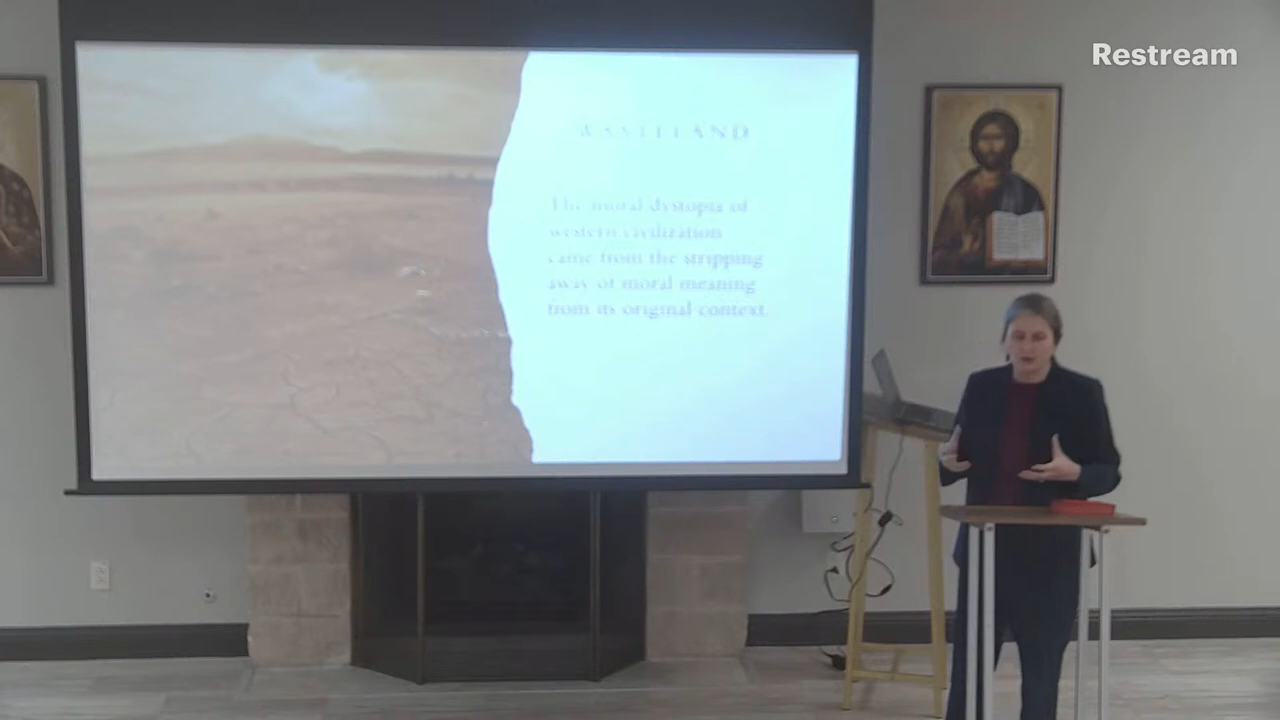 Restream
WASTELAND
The moral dystopia of
western civilization
came from the stripping
away of moral meaning
from its original context.